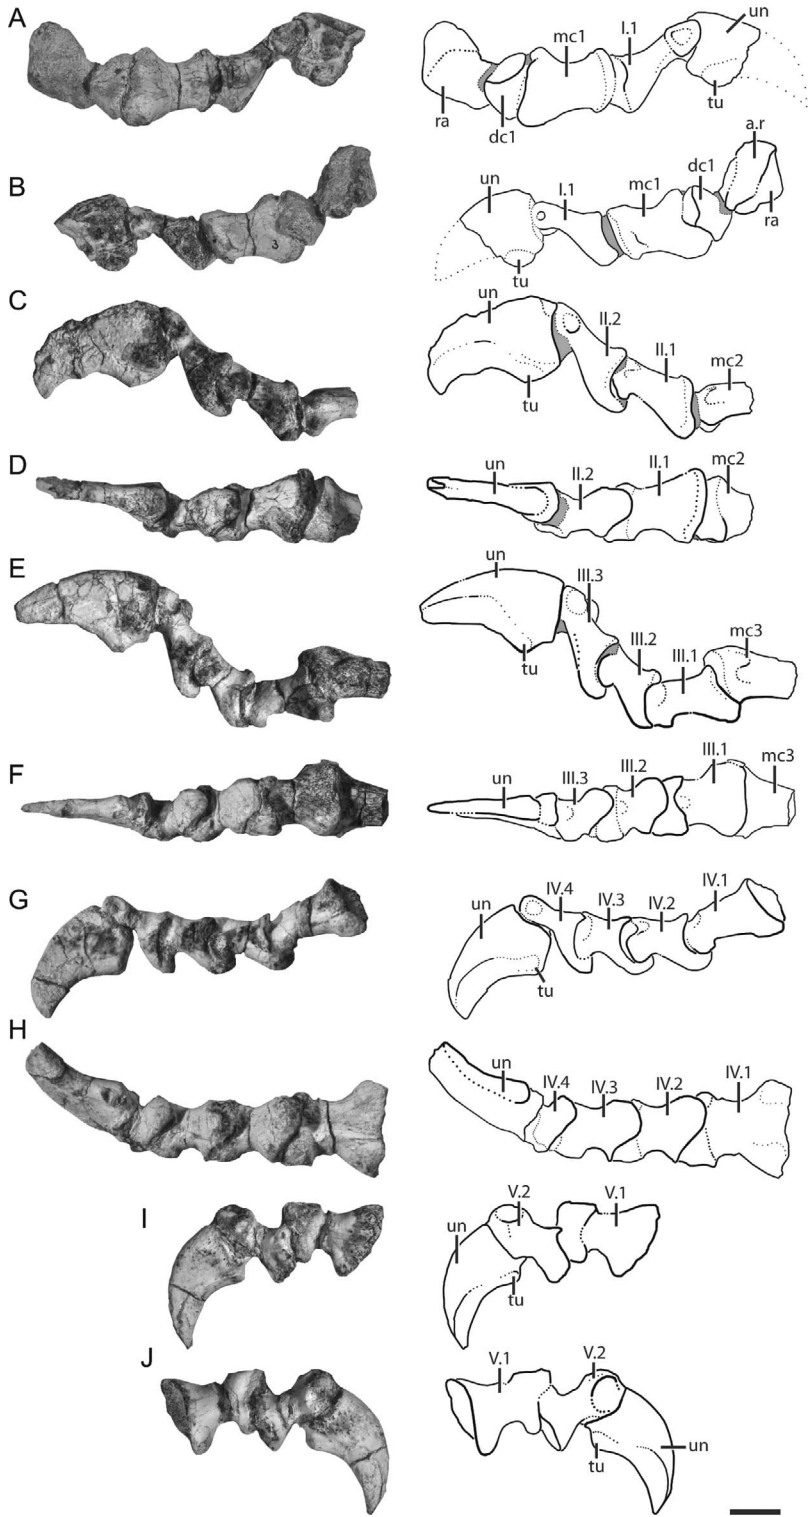 A
un
mc1
I.1
tu
ra
dc1
B
a.r
dc1
un
I.1
mc1
ra
tu
3
C
un
II.2
II.1
mc2
tu
D
un
II.2
II.1
mc2
E
un
III.3
III.2
III.1
mc3
tu
F
un
III.3
III.2
III.1
mc3
G
un
IV.4
IV.3
IV.2
IV.1
tu
H
un
IV.4
IV.3
IV.2
IV.1
I
un
V.2
V.1
tu
J
V.1
V.2
un
tu